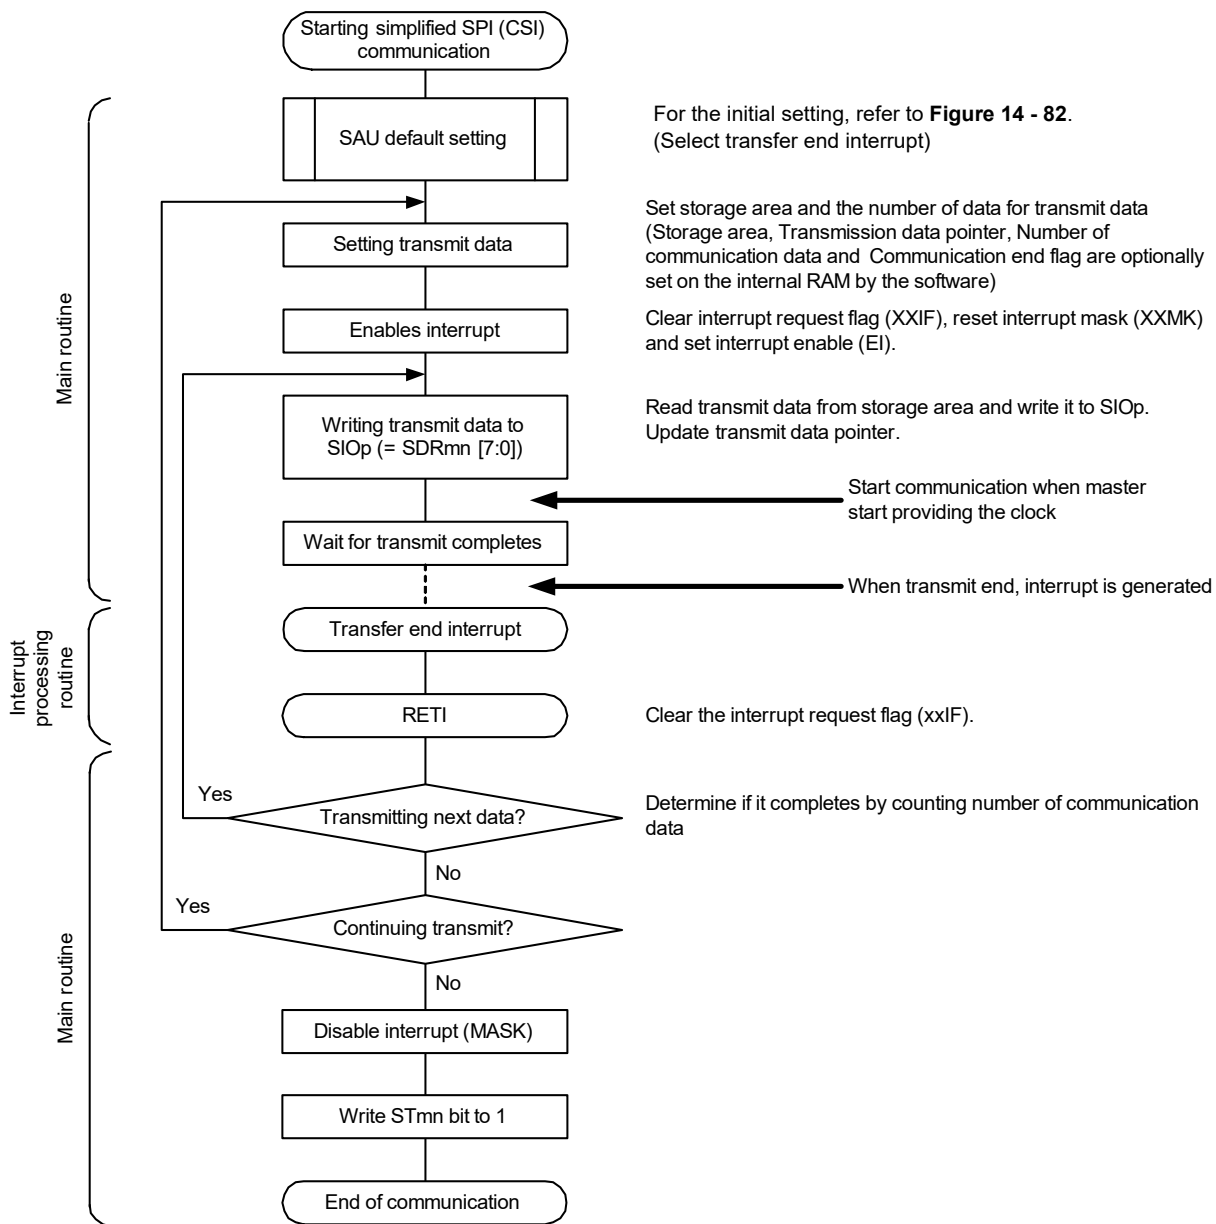 Starting simplified SPI (CSI)
communication
SAU default setting
For the initial setting, refer to Figure 14 - 82.
(Select transfer end interrupt)
Setting transmit data
Set storage area and the number of data for transmit data
(Storage area, Transmission data pointer, Number of
communication data and Communication end flag are optionally
set on the internal RAM by the software)
Main routine
Enables interrupt
Clear interrupt request flag (XXIF), reset interrupt mask (XXMK)
and set interrupt enable (EI).
Writing transmit data to
SIOp (= SDRmn [7:0])
Read transmit data from storage area and write it to SIOp.
Update transmit data pointer.
Start communication when master
start providing the clock
Wait for transmit completes
When transmit end, interrupt is generated
Interrupt
processing
routine
Transfer end interrupt
RETI
Clear the interrupt request flag (xxIF).
Yes
Transmitting next data?
Determine if it completes by counting number of communication
data
No
Yes
Continuing transmit?
No
Main routine
Disable interrupt (MASK)
Write STmn bit to 1
End of communication